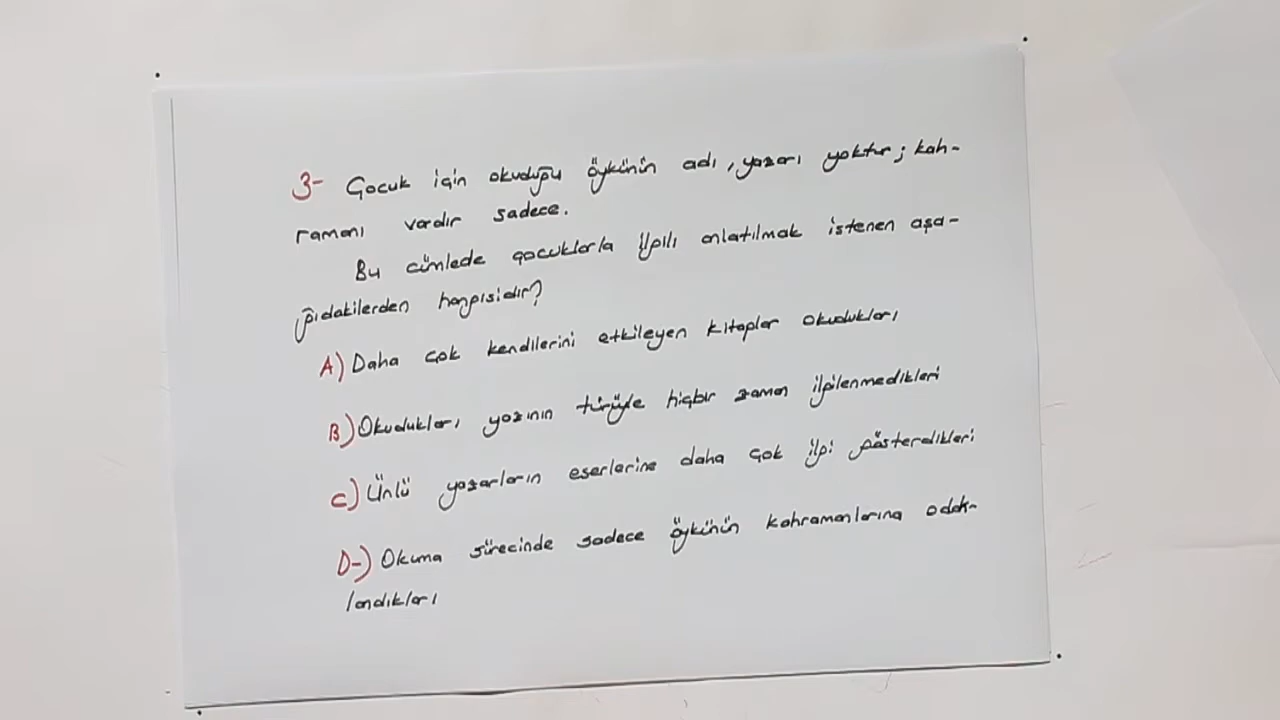 3- Çocuk için okuduğu öykünün adı, yazarı yoktur; kah-
ramanı vardır sadece.
Bu cümlede çocuklarla ilgili anlatılmak istenen aşa-
ğıdakilerden hangisidir?
A) Daha çok kendilerini etkileyen kitaplar okudukları
B) Okudukları yazının türüyle hiçbir zaman ilgilenmedikleri
C) Ünlü yazarların eserlerine daha çok ilgi gösterdikleri
D-) Okuma sürecinde sadece öykünün kahramanlarına odak-
landıkları